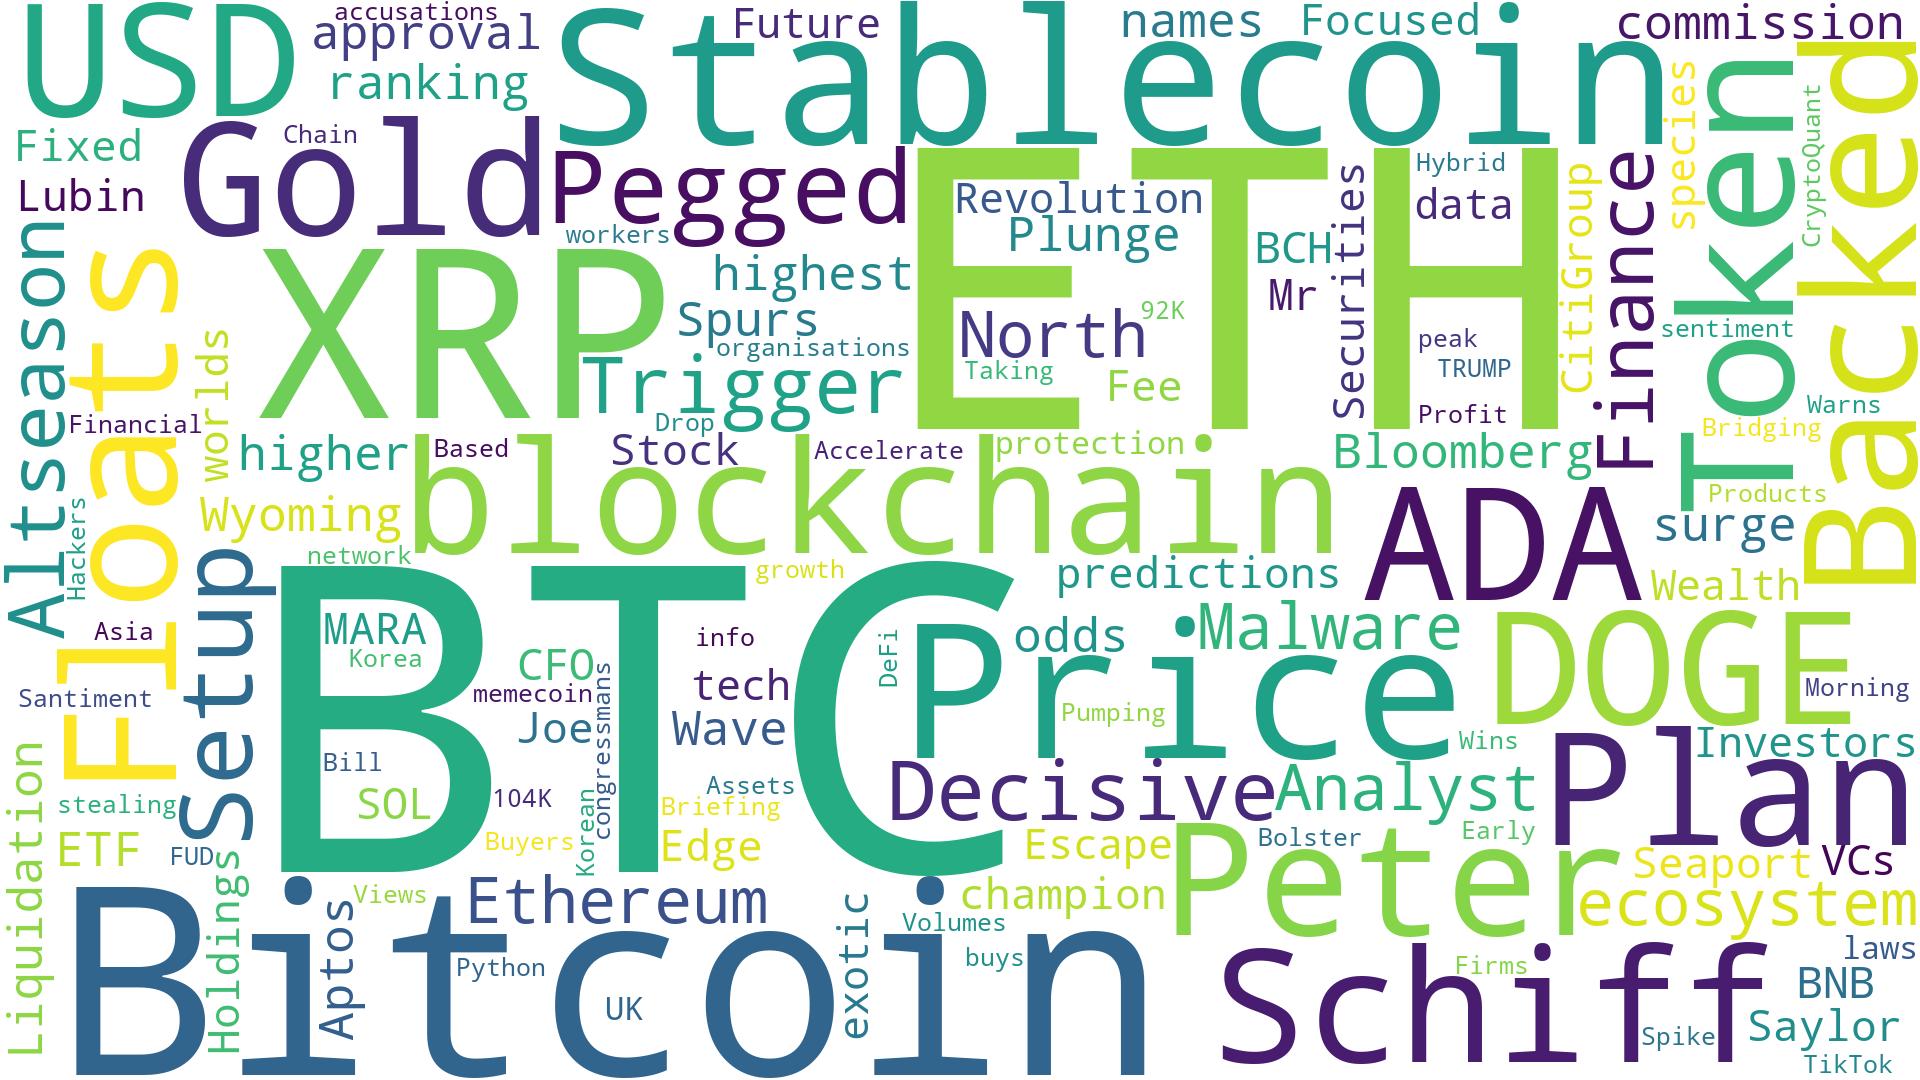 USD
accusations
approval
ranking
Stablecoin
Future
names
Focused
commission
Fixed
Lubin
Gold
Chain
Pegged
workers
ETH
Revolution
Plunge
BCH
Mr
Securities
Hybrid
data
CitiGroup
Finance
species
Token
CryptoQuant
Backed
Altseason
Floats
worlds
XRP
highest
Spurs
organisations
Trigger
Drop
North
92K
Taking
Fee
peak
TRUMP
Profit
sentiment
Warns
Bridging
Financial
higher
Based
Stock
Accelerate
protection
Bloomberg
Products
surge
Wyoming
blockchain
ADA
Hackers
network
growth
predictions
Wealth
Setup
Asia
Santiment
BTC
MARA
Korea
CFO
memecoin
Joe
congressmans
info
tech
Wave
DeFi
Price
odds
Malware
Pumping
DOGE
Morning
Wins
Investors
Plan
Bill
SOL
104K
Korean
Assets
Briefing
Buyers
Edge
Decisive
Analyst
Escape
Bolster
Early
Liquidation
stealing
ETF
FUD
Holdings
Peter
Seaport
VCs
ecosystem
Views
Ethereum
champion
Bitcoin
Aptos
Python
UK
exotic
Volumes
buys
Schiff
Firms
Spike
laws
BNB
Saylor
TikTok